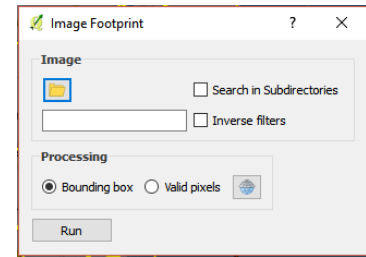 Image Footprint ?
Image
Search in Subdirectories
Inverse filters
Processing
Bounding box Valid pixels
Run